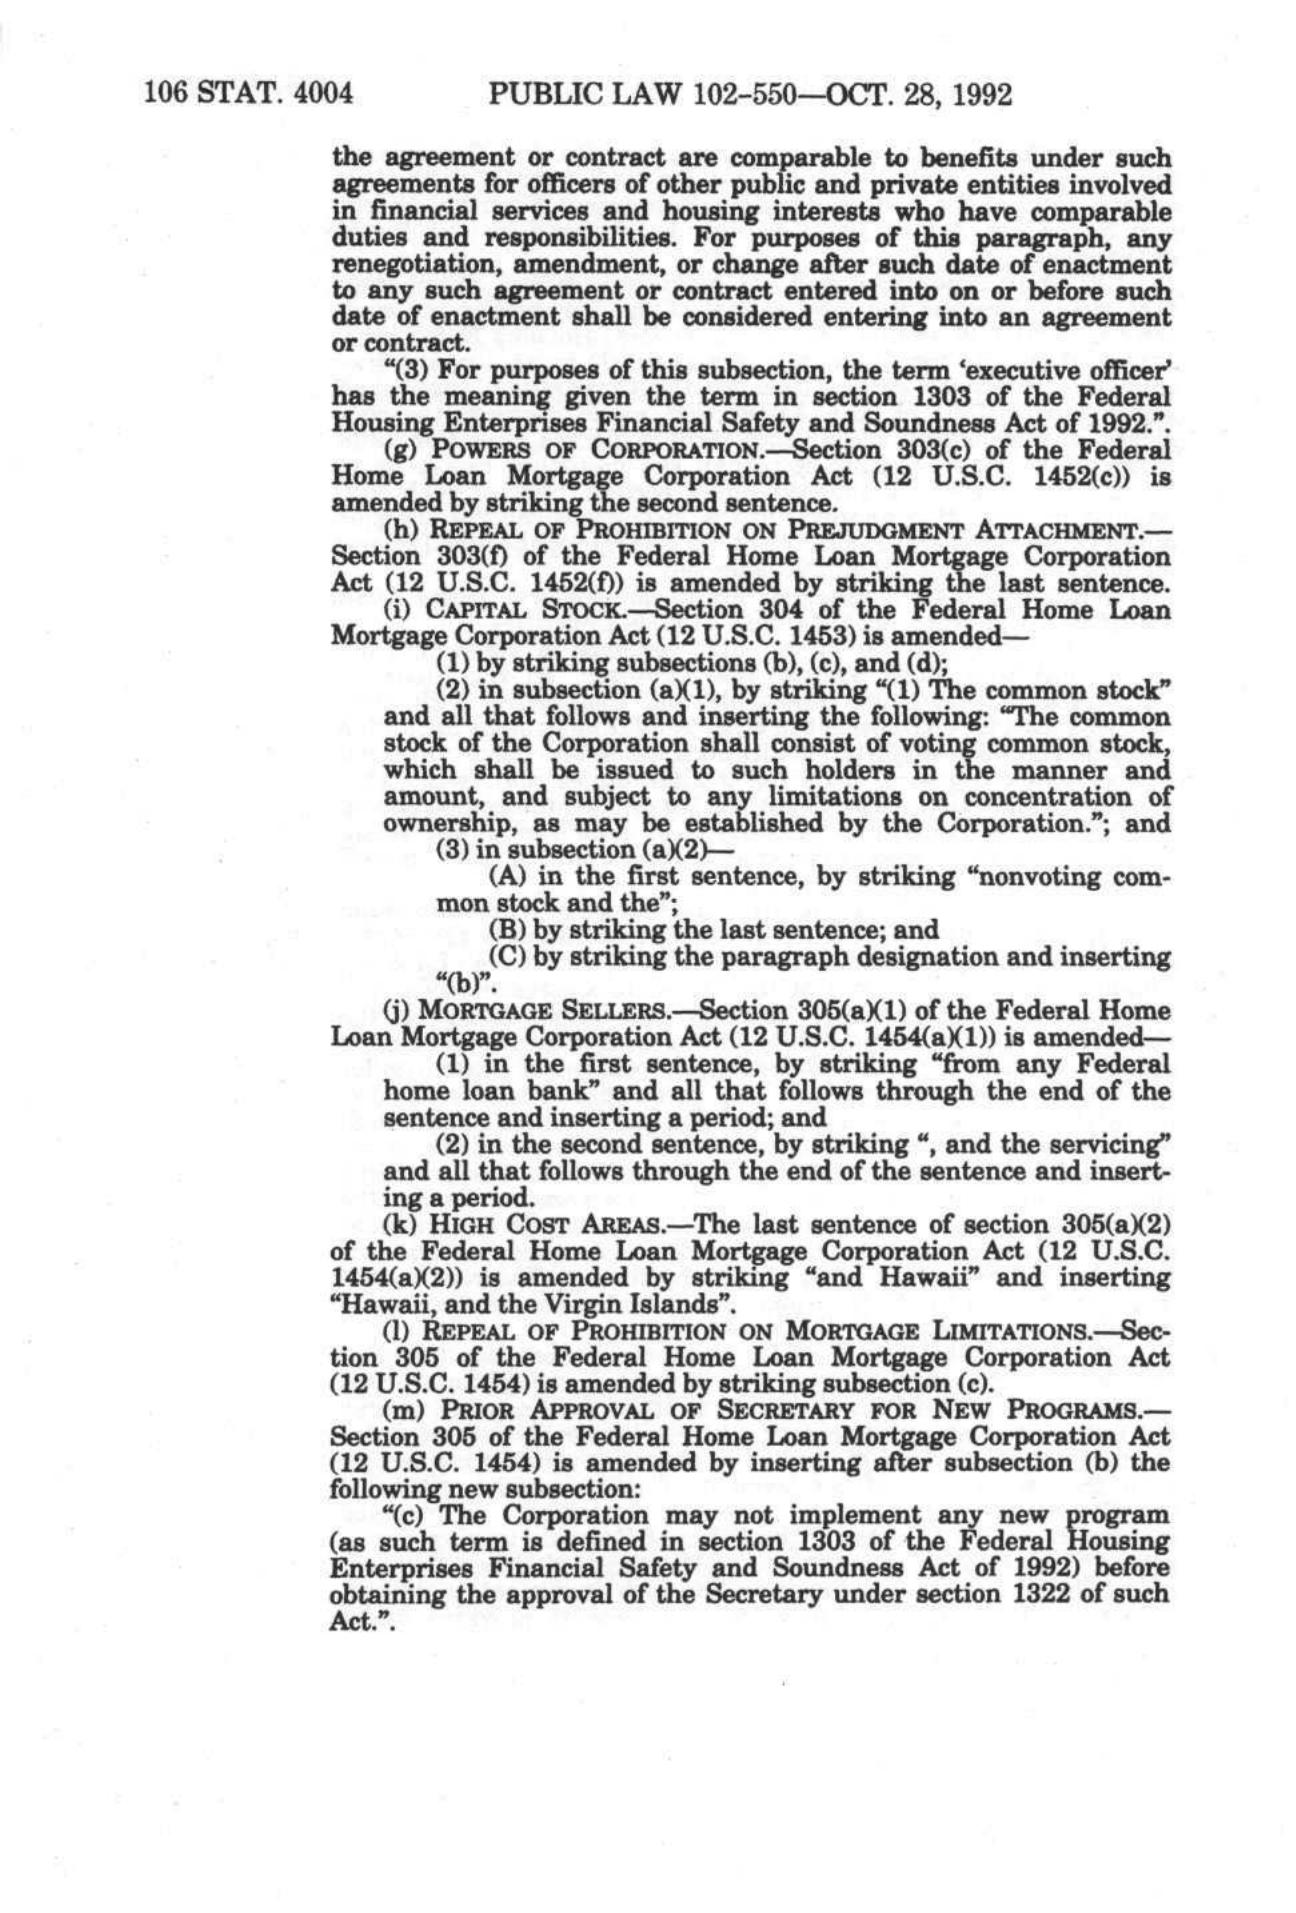 106 STAT. 4004 PUBLIC LAW 102-550—OCT. 28, 1992
the agreement or contract are comparable to benefits under such
agreements for officers of other public and private entities involved
in financial services and housing interests who have comparable
duties and responsibilities. For purposes of this paragraph, any
renegotiation, amendment, or change after such date of enactment
to any such agreement or contract entered into on or before such
date of enactment shall be considered entering into an agreement
or contract.
“(3) For purposes of this subsection, the term ‘executive officer’
has the meaning given the term in section 1303 of the Federal
Housing Enterprises Financial Safety and Soundness Act of 1992.”.
(g) POWERS OF CORPORATION.—Section 303(c) of the Federal
Home Loan Mortgage Corporation Act (12 U.S.C. 1452(c)) is
amended by striking the second sentence.
(h) REPEAL OF PROHIBITION ON PREJUDGMENT ATTACHMENT.—
Section 303(f) of the Federal Home Loan Mortgage Corporation
Act (12 U.S.C. 1452(f)) is amended by striking the last sentence.
(i) CAPITAL STOCK.—Section 304 of the Federal Home Loan
Mortgage Corporation Act (12 U.S.C. 1453) is amended—
(1) by striking subsections (b), (c), and (d);
(2) in subsection (a)(1), by striking “(1) The common stock”
and all that follows and inserting the following: “The common
stock of the Corporation shall consist of voting common stock,
which shall be issued to such holders in the manner and
amount, and subject to any limitations on concentration of
ownership, as may be established by the Corporation.”; and
(3) in subsection (a)(2)—
(A) in the first sentence, by striking “nonvoting com-
mon stock and the”;
(B) by striking the last sentence; and
(C) by striking the paragraph designation and inserting
“(b)”.
(j) MORTGAGE SELLERS.—Section 305(a)(1) of the Federal Home
Loan Mortgage Corporation Act (12 U.S.C. 1454(a)(1)) is amended—
(1) in the first sentence, by striking “from any Federal
home loan bank” and all that follows through the end of the
sentence and inserting a period; and
(2) in the second sentence, by striking “, and the servicing”
and all that follows through the end of the sentence and insert-
ing a period.
(k) HIGH COST AREAS.—The last sentence of section 305(a)(2)
of the Federal Home Loan Mortgage Corporation Act (12 U.S.C.
1454(a)(2)) is amended by striking “and Hawaii” and inserting
“Hawaii, and the Virgin Islands”.
(l) REPEAL OF PROHIBITION ON MORTGAGE LIMITATIONS.—Sec-
tion 305 of the Federal Home Loan Mortgage Corporation Act
(12 U.S.C. 1454) is amended by striking subsection (c).
(m) PRIOR APPROVAL OF SECRETARY FOR NEW PROGRAMS.—
Section 305 of the Federal Home Loan Mortgage Corporation Act
(12 U.S.C. 1454) is amended by inserting after subsection (b) the
following new subsection:
“(c) The Corporation may not implement any new program
(as such term is defined in section 1303 of the Federal Housing
Enterprises Financial Safety and Soundness Act of 1992) before
obtaining the approval of the Secretary under section 1322 of such
Act.”.